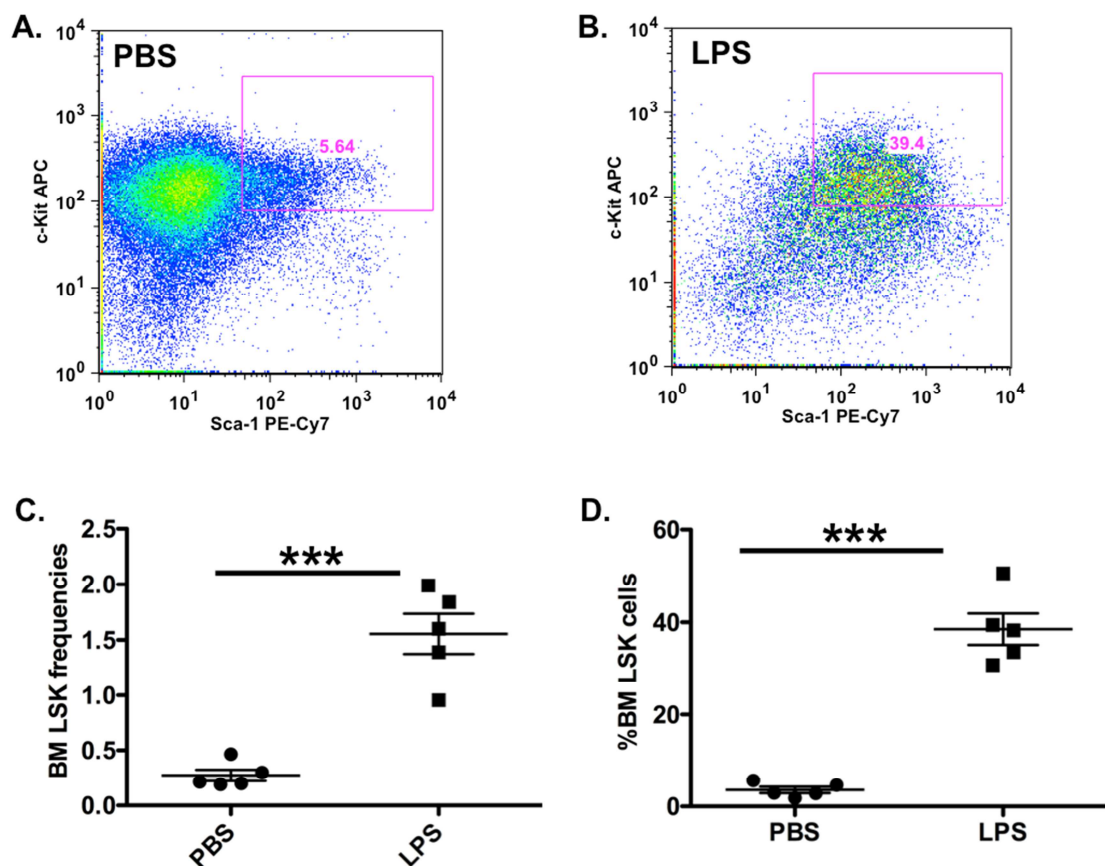 A.
PBS
5.64
c-Kit APC
10⁴
10³
10²
10¹
10⁰
10⁰ 10¹ 10² 10³ 10⁴
Sca-1 PE-Cy7
B.
LPS
39.4
c-Kit APC
10⁴
10³
10²
10¹
10⁰
10⁰ 10¹ 10² 10³ 10⁴
Sca-1 PE-Cy7
C.
BM LSK frequencies
2.5
2.0
1.5
1.0
0.5
0.0
***
PBS LPS
D.
%BM LSK cells
60
40
20
0
***
PBS LPS